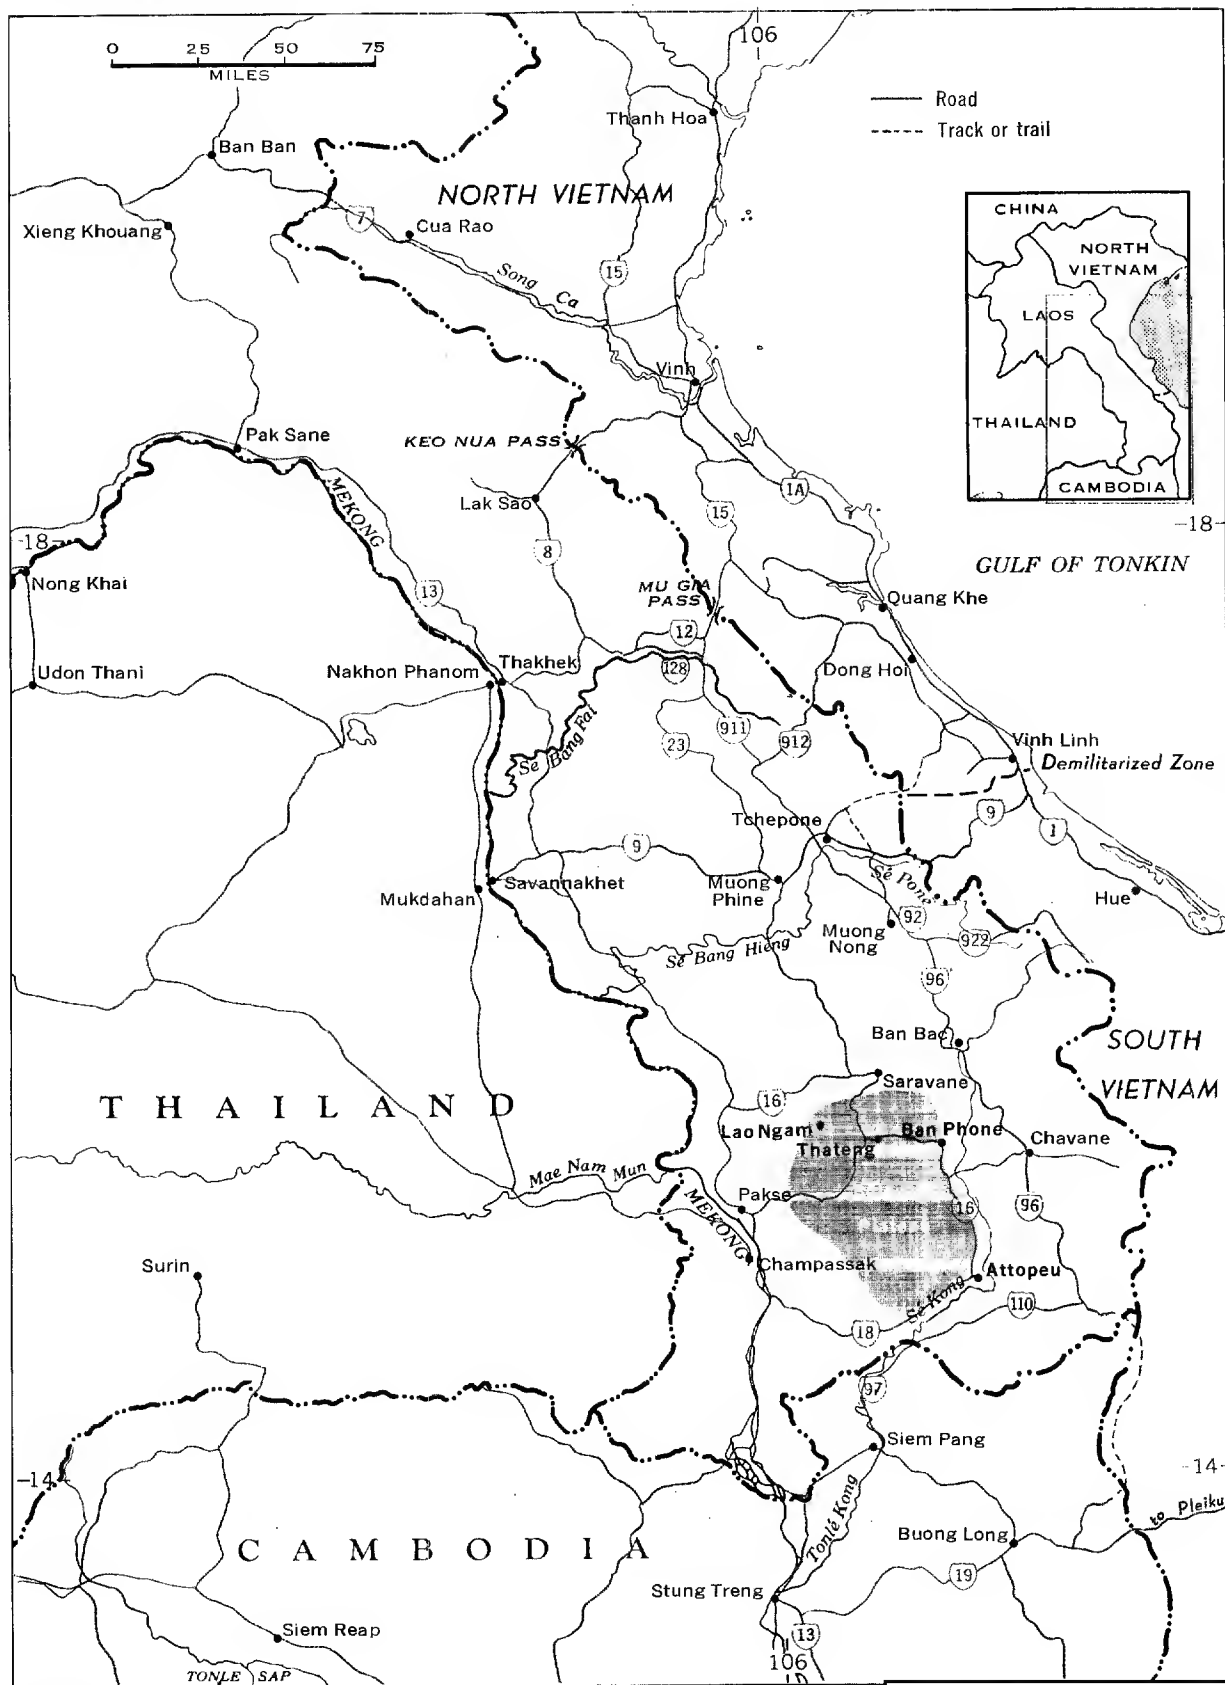 0 25 50 75
MILES
106
Road
Track or trail
Thanh Hoa
Ban Ban
NORTH VIETNAM
7
Cua Rao
Xieng Khouang
Song Ca
15
CHINA
NORTH
VIETNAM
LAOS
THAILAND
CAMBODIA
Vinh
Pak Sane
KEO NUA PASS
MEKONG
Lak Sao
1A
15
18
18
8
GULF OF TONKIN
Nong Khai
13
MU GIA
PASS
Quang Khe
12
Udon Thani
Nakhon Phanom
Thakhek
128
Dong Hoi
Se Bang Fai
911
23
912
Vinh Linh
Demilitarized Zone
Tchepone
9
1
9
Sé Pone
Savannakhet
Mukdahan
Muong
Phine
Hue
92
Muong
Nong
922
Sé Bang Hieng
96
Ban Bac
SOUTH
VIETNAM
Saravane
THAILAND
16
Lao Ngam
Ban Phone
Thateng
Chavane
Mae Nam Mun
MEKONG
Pakse
16
96
Champassak
Surin
Attopeu
Sé Kong
110
18
97
Siem Pang
14
14
to Pleiku
Tonlé Kong
Buong Long
CAMBODIA
19
Stung Treng
Siem Reap
13
106
TONLE SAP